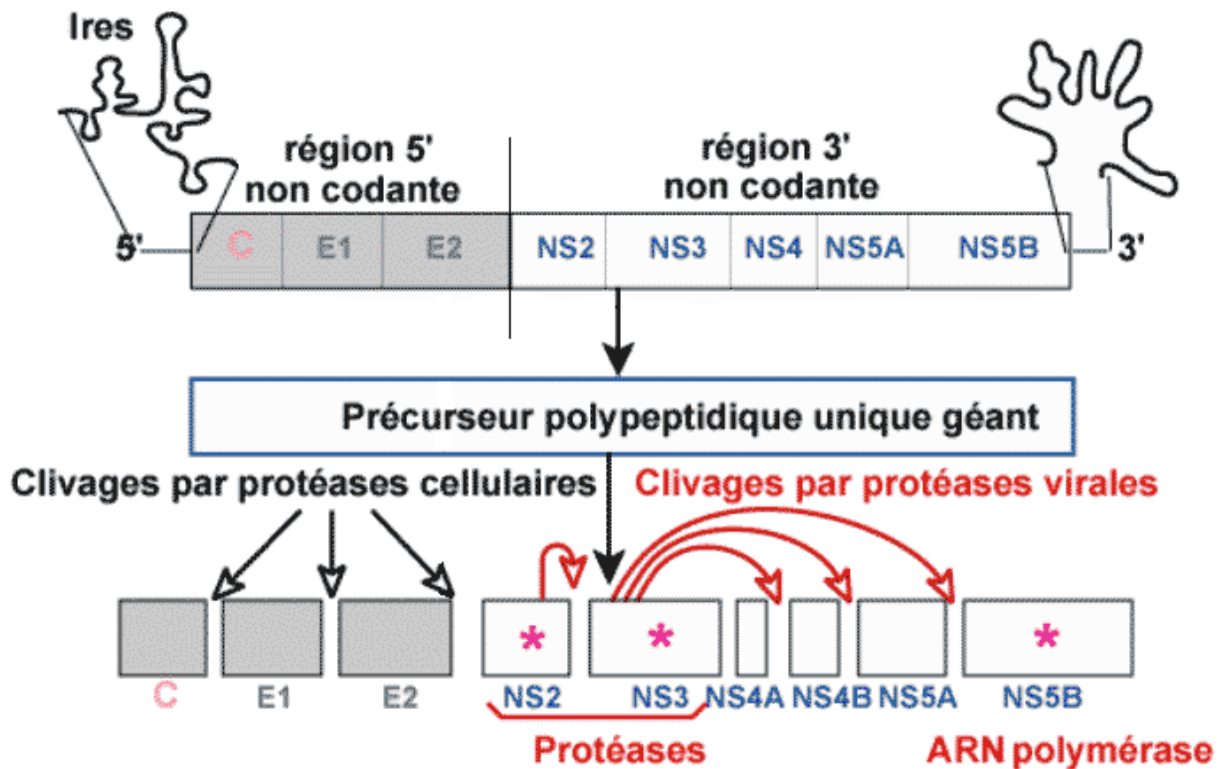 Ires
région 5'
non codante
région 3'
non codante
5'
C E1 E2 NS2 NS3 NS4 NS5A NS5B
3'
Précurseur polypeptidique unique géant
Clivages par protéases cellulaires
Clivages par protéases virales
* * *
C E1 E2 NS2 NS3 NS4A NS4B NS5A NS5B
Protéases
ARN polymérase